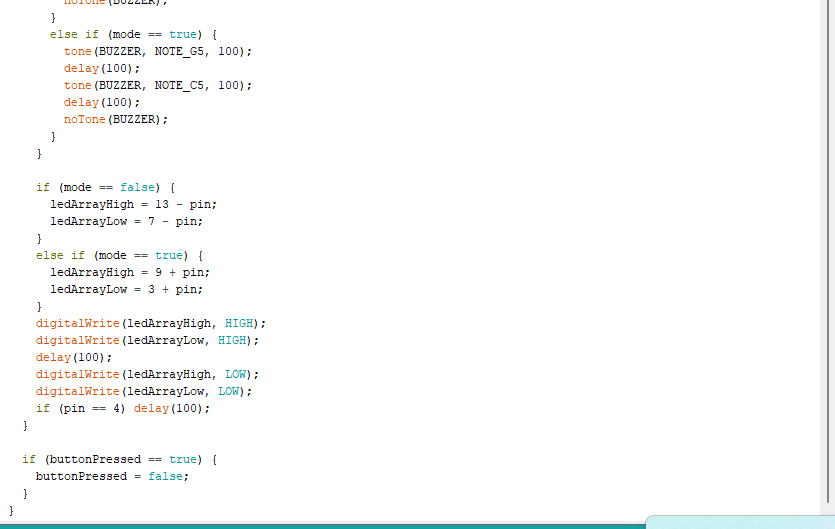 noTone(BUZZER);
}
else if (mode == true) {
tone(BUZZER, NOTE_G5, 100);
delay(100);
tone(BUZZER, NOTE_C5, 100);
delay(100);
noTone(BUZZER);
}
}
if (mode == false) {
ledArrayHigh = 13 - pin;
ledArrayLow = 7 - pin;
}
else if (mode == true) {
ledArrayHigh = 9 + pin;
ledArrayLow = 3 + pin;
}
digitalWrite(ledArrayHigh, HIGH);
digitalWrite(ledArrayLow, HIGH);
delay(100);
digitalWrite(ledArrayHigh, LOW);
digitalWrite(ledArrayLow, LOW);
if (pin == 4) delay(100);
}
if (buttonPressed == true) {
buttonPressed = false;
}
}